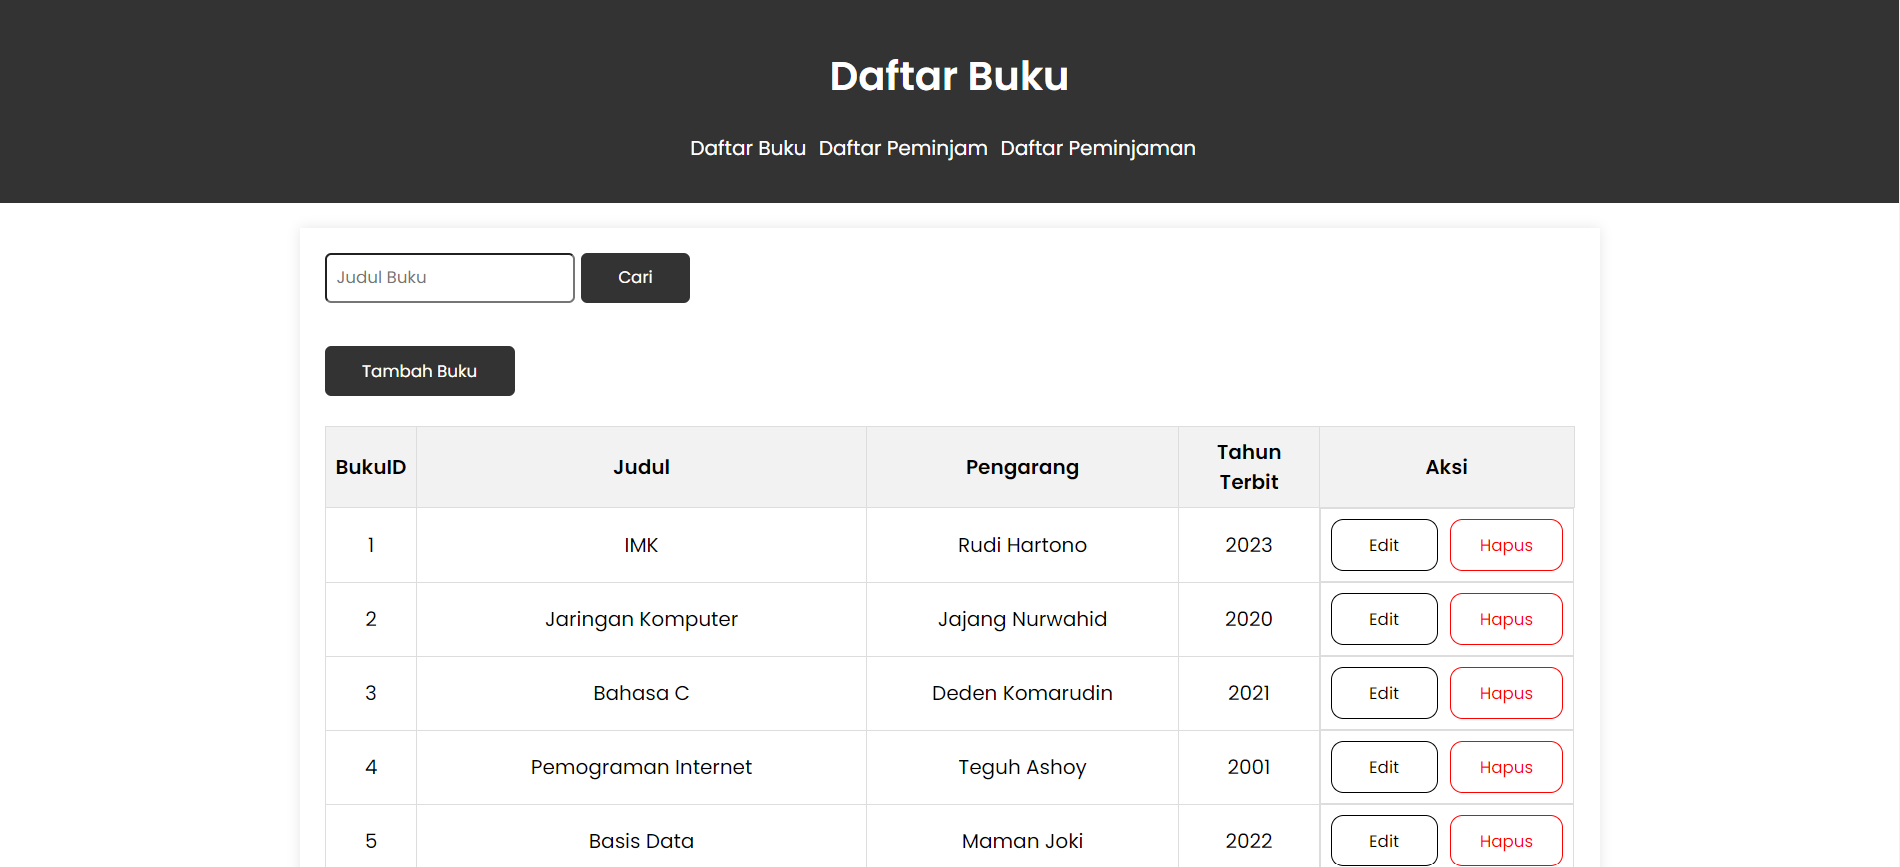 Daftar Buku
Daftar Buku Daftar Peminjam Daftar Peminjaman
Judul Buku Cari
Tambah Buku
BukuID Judul Pengarang Tahun Terbit Aksi
1 IMK Rudi Hartono 2023 Edit Hapus
2 Jaringan Komputer Jajang Nurwahid 2020 Edit Hapus
3 Bahasa C Deden Komarudin 2021 Edit Hapus
4 Pemograman Internet Teguh Ashoy 2001 Edit Hapus
5 Basis Data Maman Joki 2022 Edit Hapus